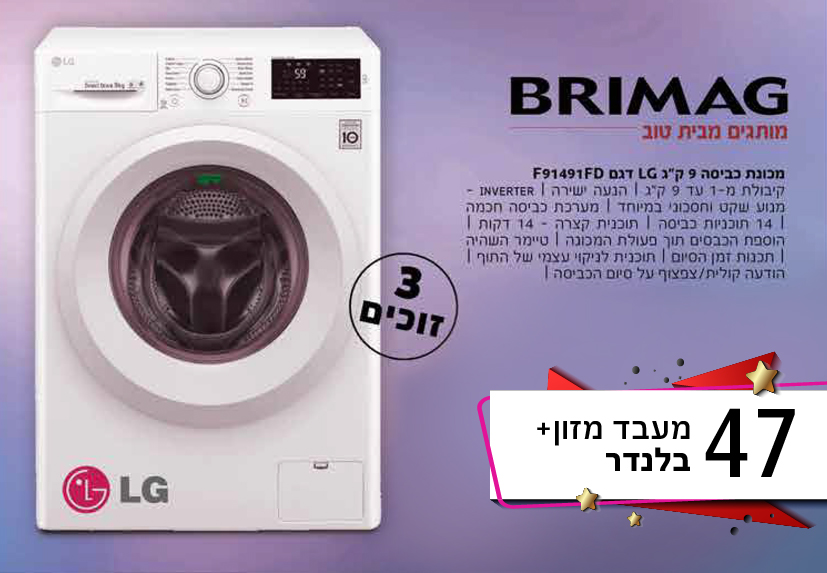 BRIMAG
מותגים מבית טוב
מכונת כביסה 9 ק"ג LG דגם F91491FD
קיבולת מ-1 עד 9 ק"ג | הנעה ישירה | INVERTER -
מנוע שקט וחסכוני במיוחד | מערכת כביסה חכמה
| 14 תוכניות כביסה | תוכנית קצרה - 14 דקות |
הוספת הכבסים תוך פעולת המכונה | טיימר השהיה
| תכנות זמן הסיום | תוכנית לניקוי עצמי של התוף |
הודעה קולית/צפצוף על סיום הכביסה |
3
זוכים
47
מעבד מזון+
בלנדר
LG
LG
59
10